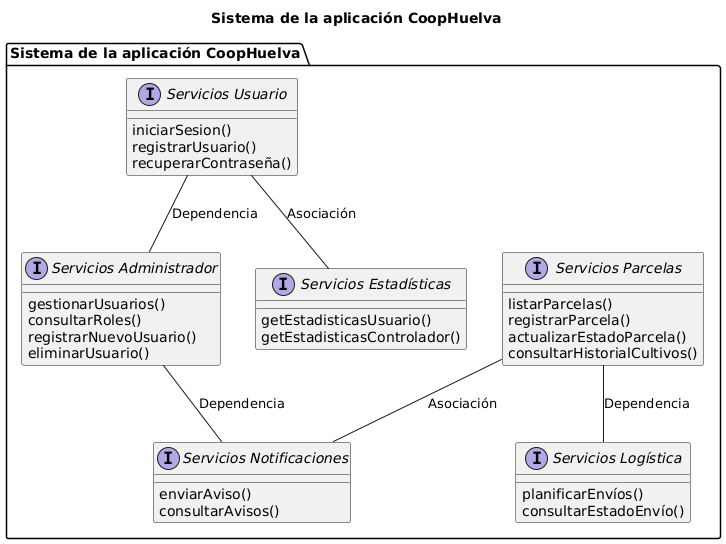 Sistema de la aplicación CoopHuelva
Sistema de la aplicación CoopHuelva
I Servicios Usuario
iniciarSesion()
registrarUsuario()
recuperarContraseña()
Dependencia
Asociación
I Servicios Administrador
gestionarUsuarios()
consultarRoles()
registrarNuevoUsuario()
eliminarUsuario()
I Servicios Estadísticas
getEstadisticasUsuario()
getEstadisticasControlador()
I Servicios Parcelas
listarParcelas()
registrarParcela()
actualizarEstadoParcela()
consultarHistorialCultivos()
Dependencia
Asociación
Dependencia
I Servicios Notificaciones
enviarAviso()
consultarAvisos()
I Servicios Logística
planificarEnvíos()
consultarEstadoEnvío()